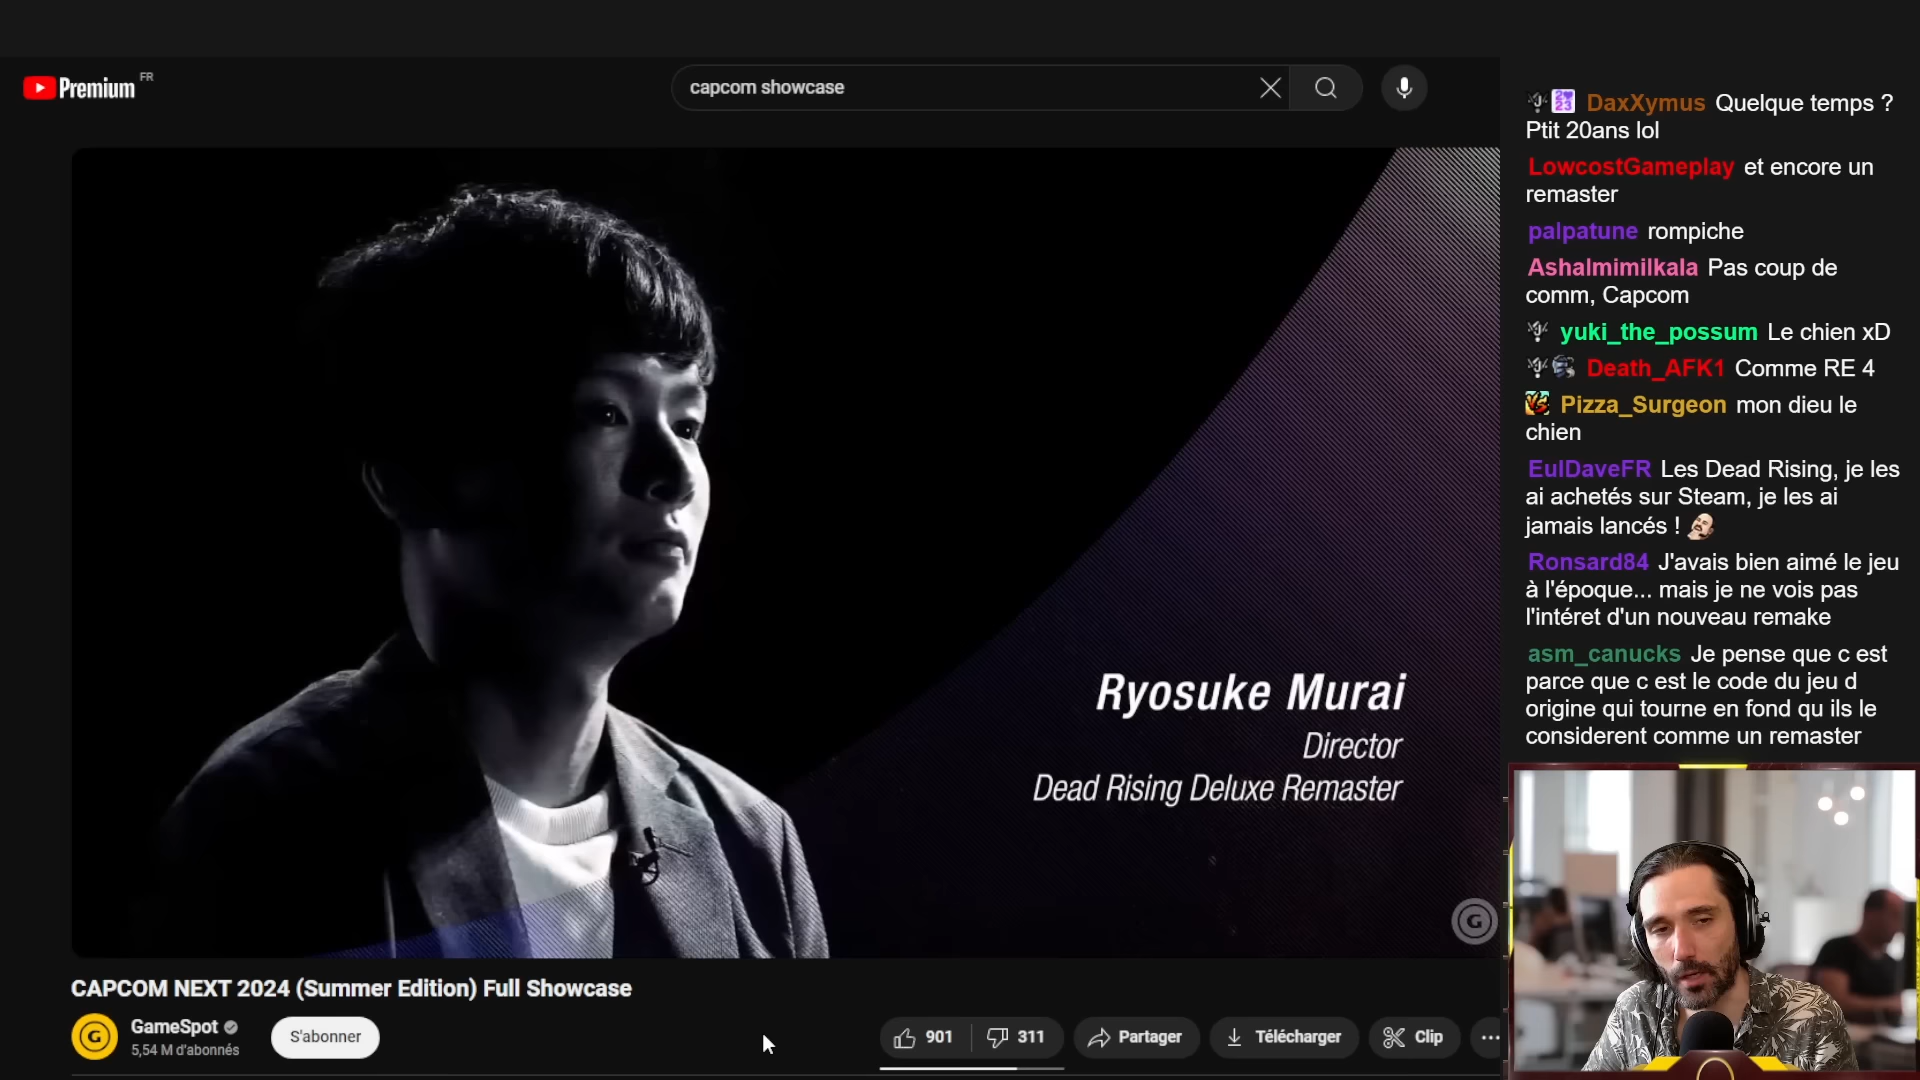 Premium FR
capcom showcase
DaxXymus Quelque temps ?
Ptit 20ans lol
LowcostGameplay et encore un
remaster
palpatune rompiche
Ashalmimilkala Pas coup de
comm, Capcom
yuki_the_possum Le chien xD
Death_AFK1 Comme RE 4
Pizza_Surgeon mon dieu le
chien
EulDaveFR Les Dead Rising, je les
ai achetés sur Steam, je les ai
jamais lancés !
Ronsard84 J'avais bien aimé le jeu
à l'époque... mais je ne vois pas
l'intéret d'un nouveau remake
asm_canucks Je pense que c est
parce que c est le code du jeu d
origine qui tourne en fond qu ils le
considerent comme un remaster
Ryosuke Murai
Director
Dead Rising Deluxe Remaster
G
CAPCOM NEXT 2024 (Summer Edition) Full Showcase
G
GameSpot
5,54 M d'abonnés
S'abonner
901
311
Partager
Télécharger
Clip